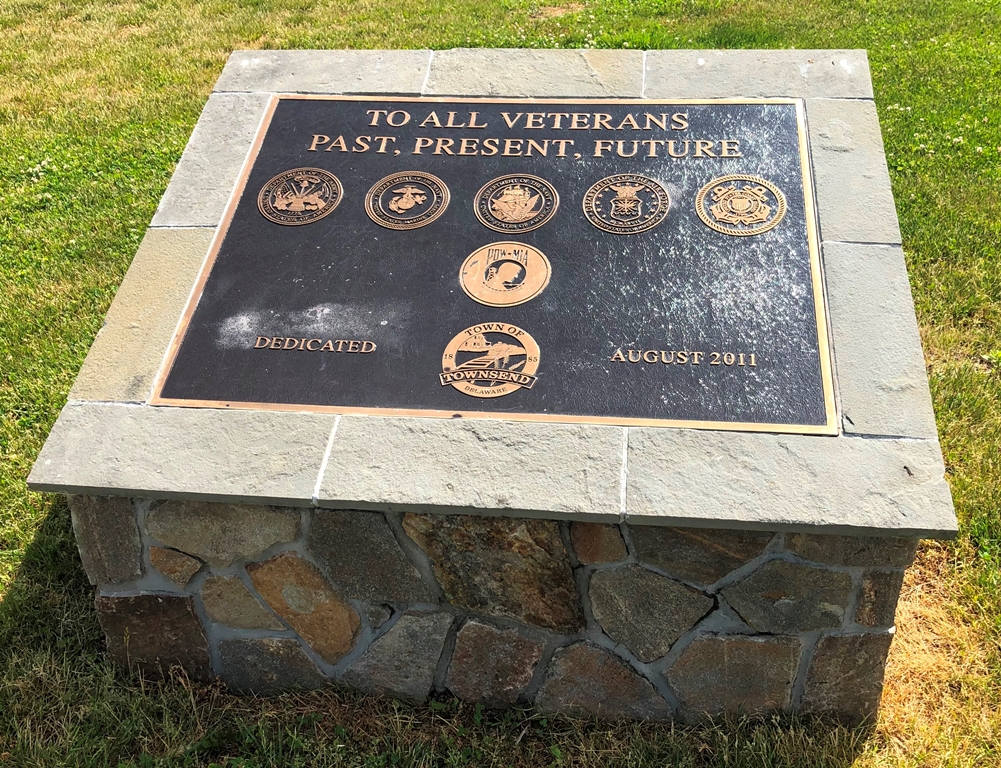 TO ALL VETERANS
PAST, PRESENT, FUTURE
POW★MIA
TOWN OF
18 85
DEDICATED
AUGUST 2011
TOWNSEND
DELAWARE